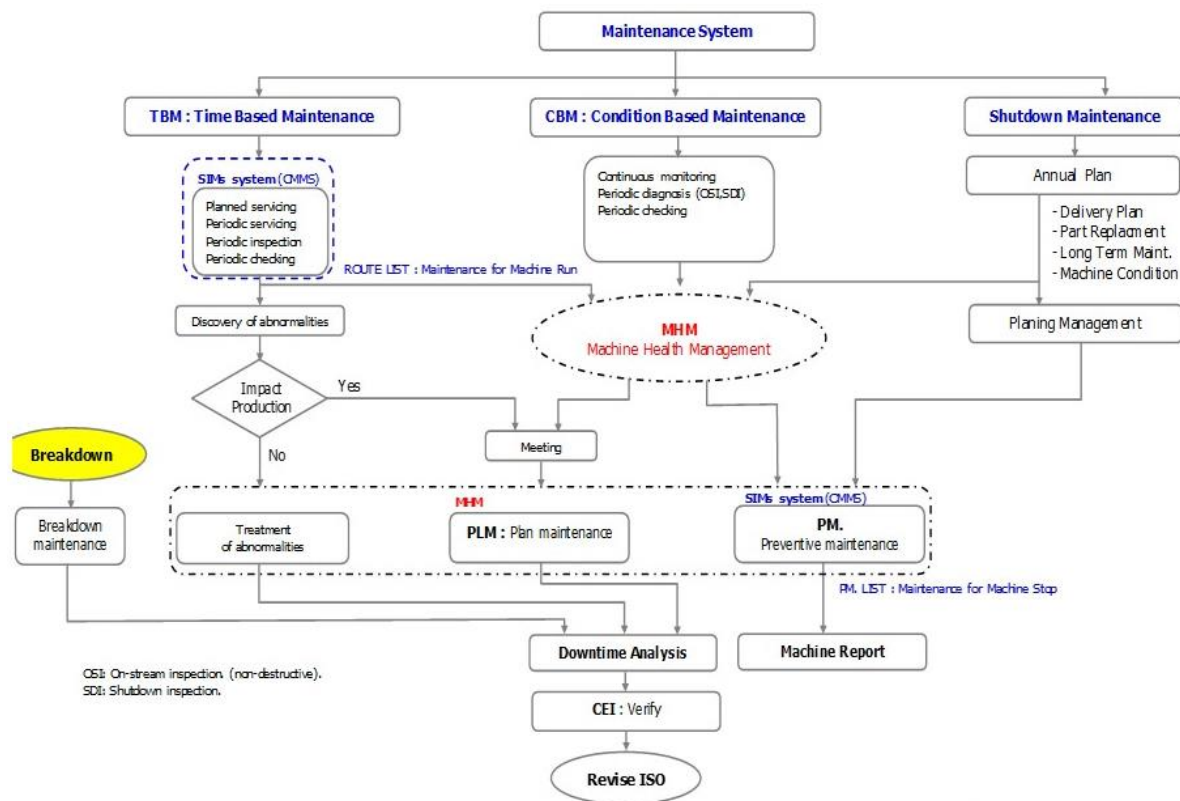 Maintenance System
TBM : Time Based Maintenance
CBM : Condition Based Maintenance
Shutdown Maintenance
SIMs system (CMMS)
Planned servicing
Periodic servicing
Periodic inspection
Periodic checking
Continuous monitoring
Periodic diagnosis (OSI,SDI)
Periodic checking
Annual Plan
- Delivery Plan
- Part Replacment
- Long Term Maint.
- Machine Condition
ROUTE LIST : Maintenance for Machine Run
Discovery of abnormalities
MHM
Machine Health Management
Planing Management
Impact
Production
Yes
No
Meeting
Breakdown
Breakdown
maintenance
MHM
SIMs system (CMMS)
Treatment
of abnormalities
PLM : Plan maintenance
PM.
Preventive maintenance
PM. LIST : Maintenance for Machine Stop
Downtime Analysis
Machine Report
OSI: On-stream inspection. (non-destructive).
SDI: Shutdown inspection.
CEI : Verify
Revise ISO